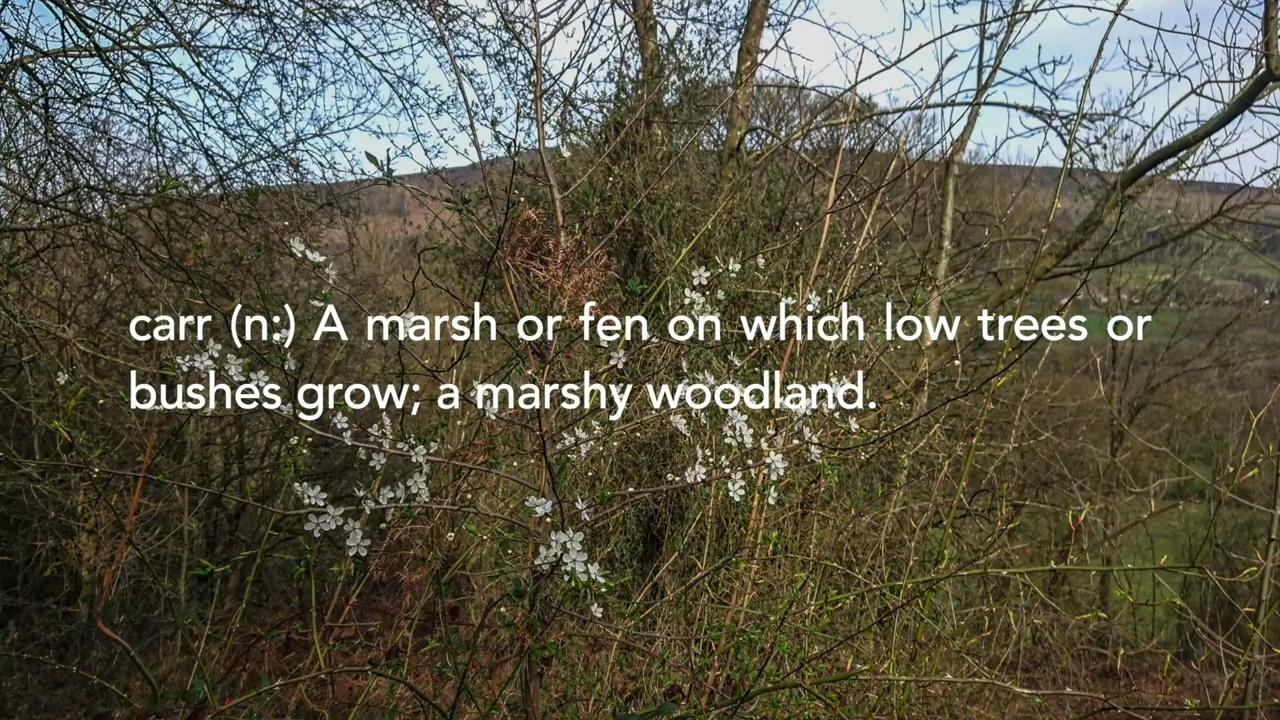 carr (n:) A marsh or fen on which low trees or
bushes grow; a marshy woodland.